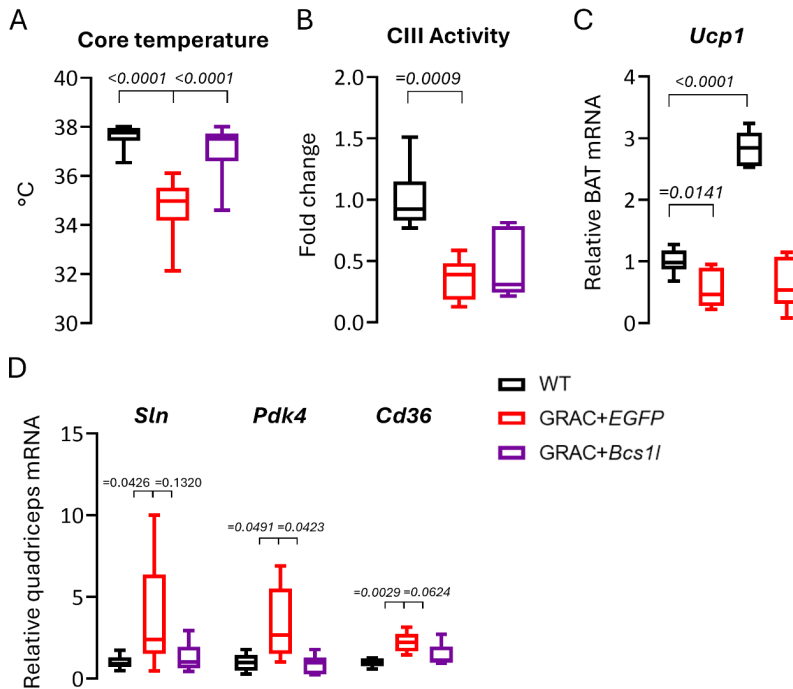 A
Core temperature
<0.0001 <0.0001
40
38
36
34
32
30
°C
B
CIII Activity
=0.0009
2.0
1.5
1.0
0.5
0.0
Fold change
C
Ucp1
<0.0001
=0.0141
4
3
2
1
0
Relative BAT mRNA
D
Sln Pdk4 Cd36
15
10
5
0
Relative quadriceps mRNA
=0.0426 =0.1320
=0.0491 =0.0423
=0.0029 =0.0624
WT
GRAC+EGFP
GRAC+Bcs1l